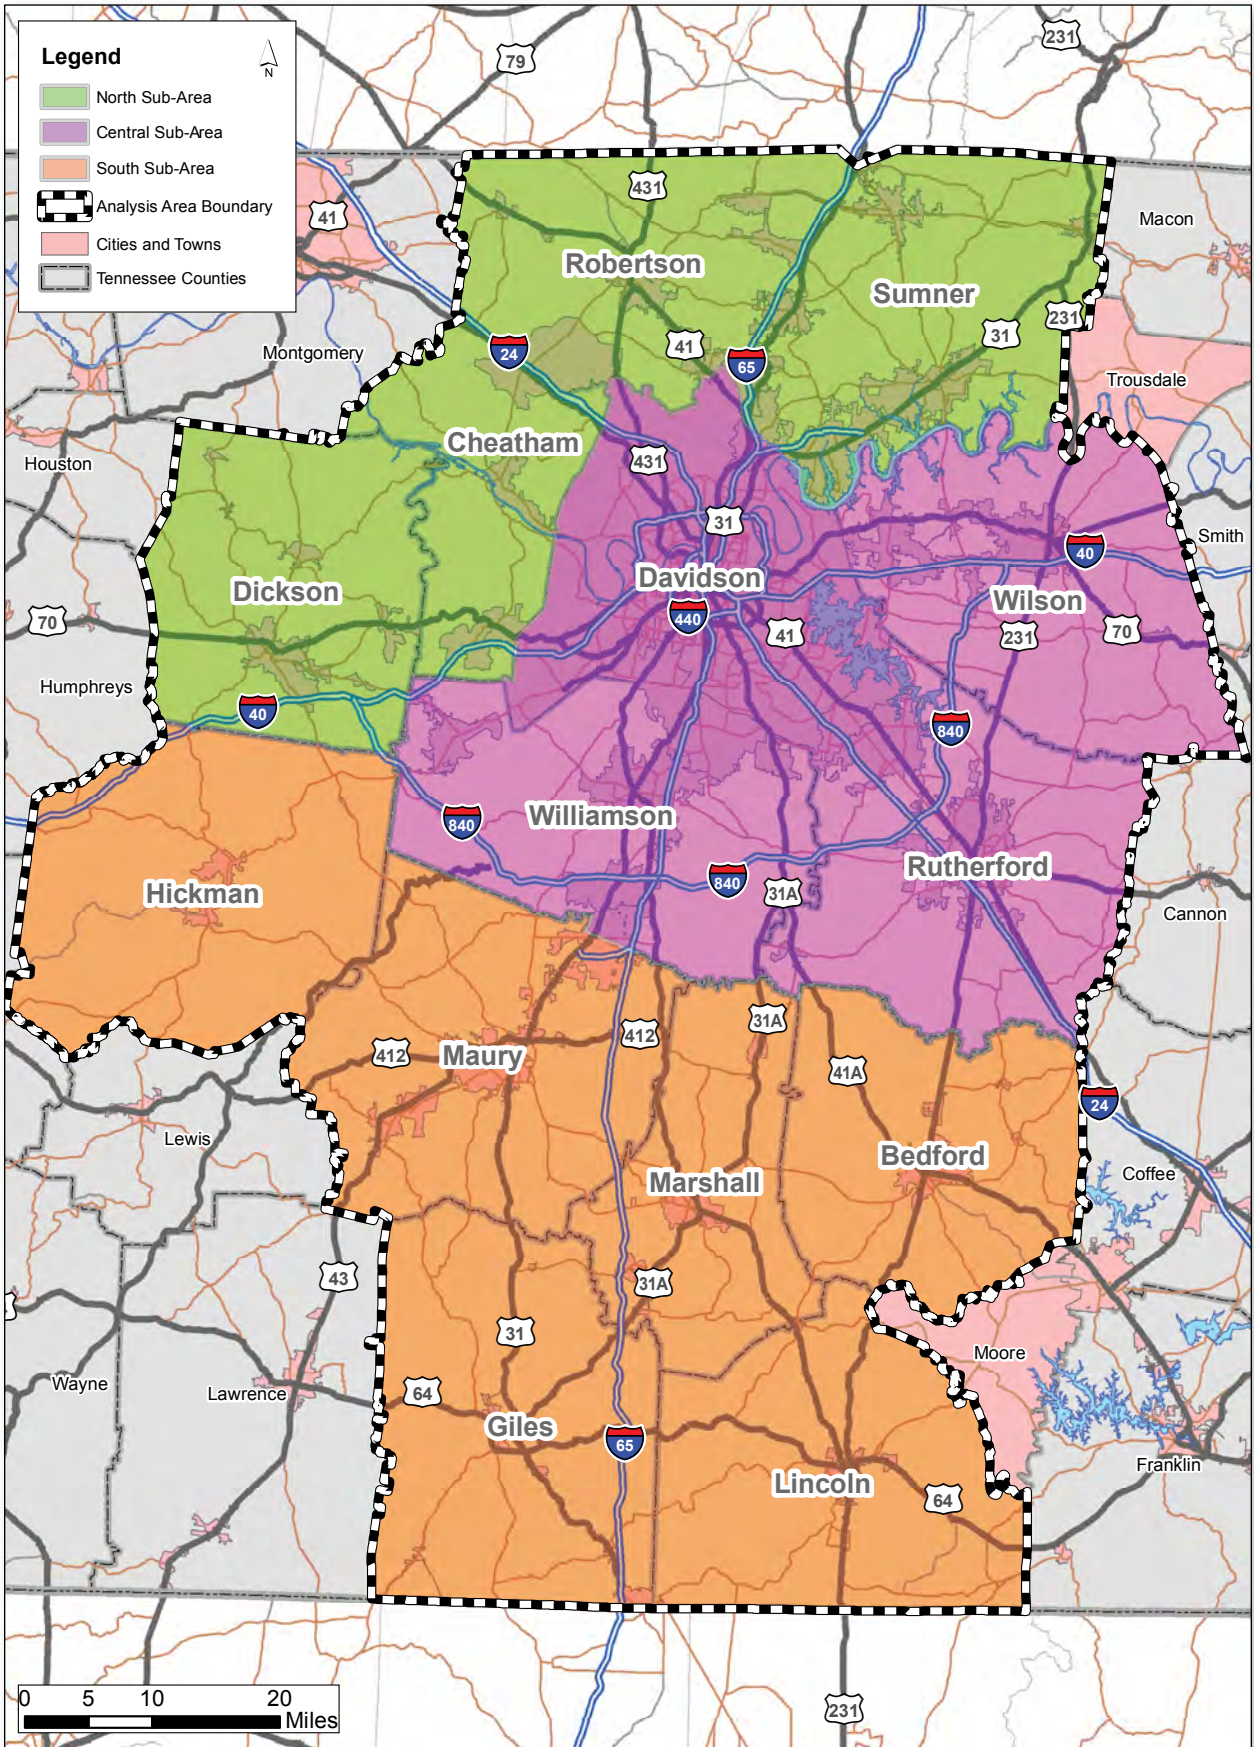 Legend
N
North Sub-Area
Central Sub-Area
South Sub-Area
Analysis Area Boundary
Cities and Towns
Tennessee Counties
79
231
41
431
Macon
Robertson
Sumner
231
31
41
24
65
Montgomery
Trousdale
Cheatham
431
Houston
31
Smith
40
Davidson
Dickson
Wilson
440
70
41
231
70
Humphreys
40
840
Williamson
840
Rutherford
840
31A
Hickman
Cannon
31A
412
412
Maury
41A
24
Lewis
Bedford
Coffee
Marshall
43
31A
31
Moore
Wayne
Lawrence
64
Giles
65
Franklin
Lincoln
64
0 5 10 20
Miles
231